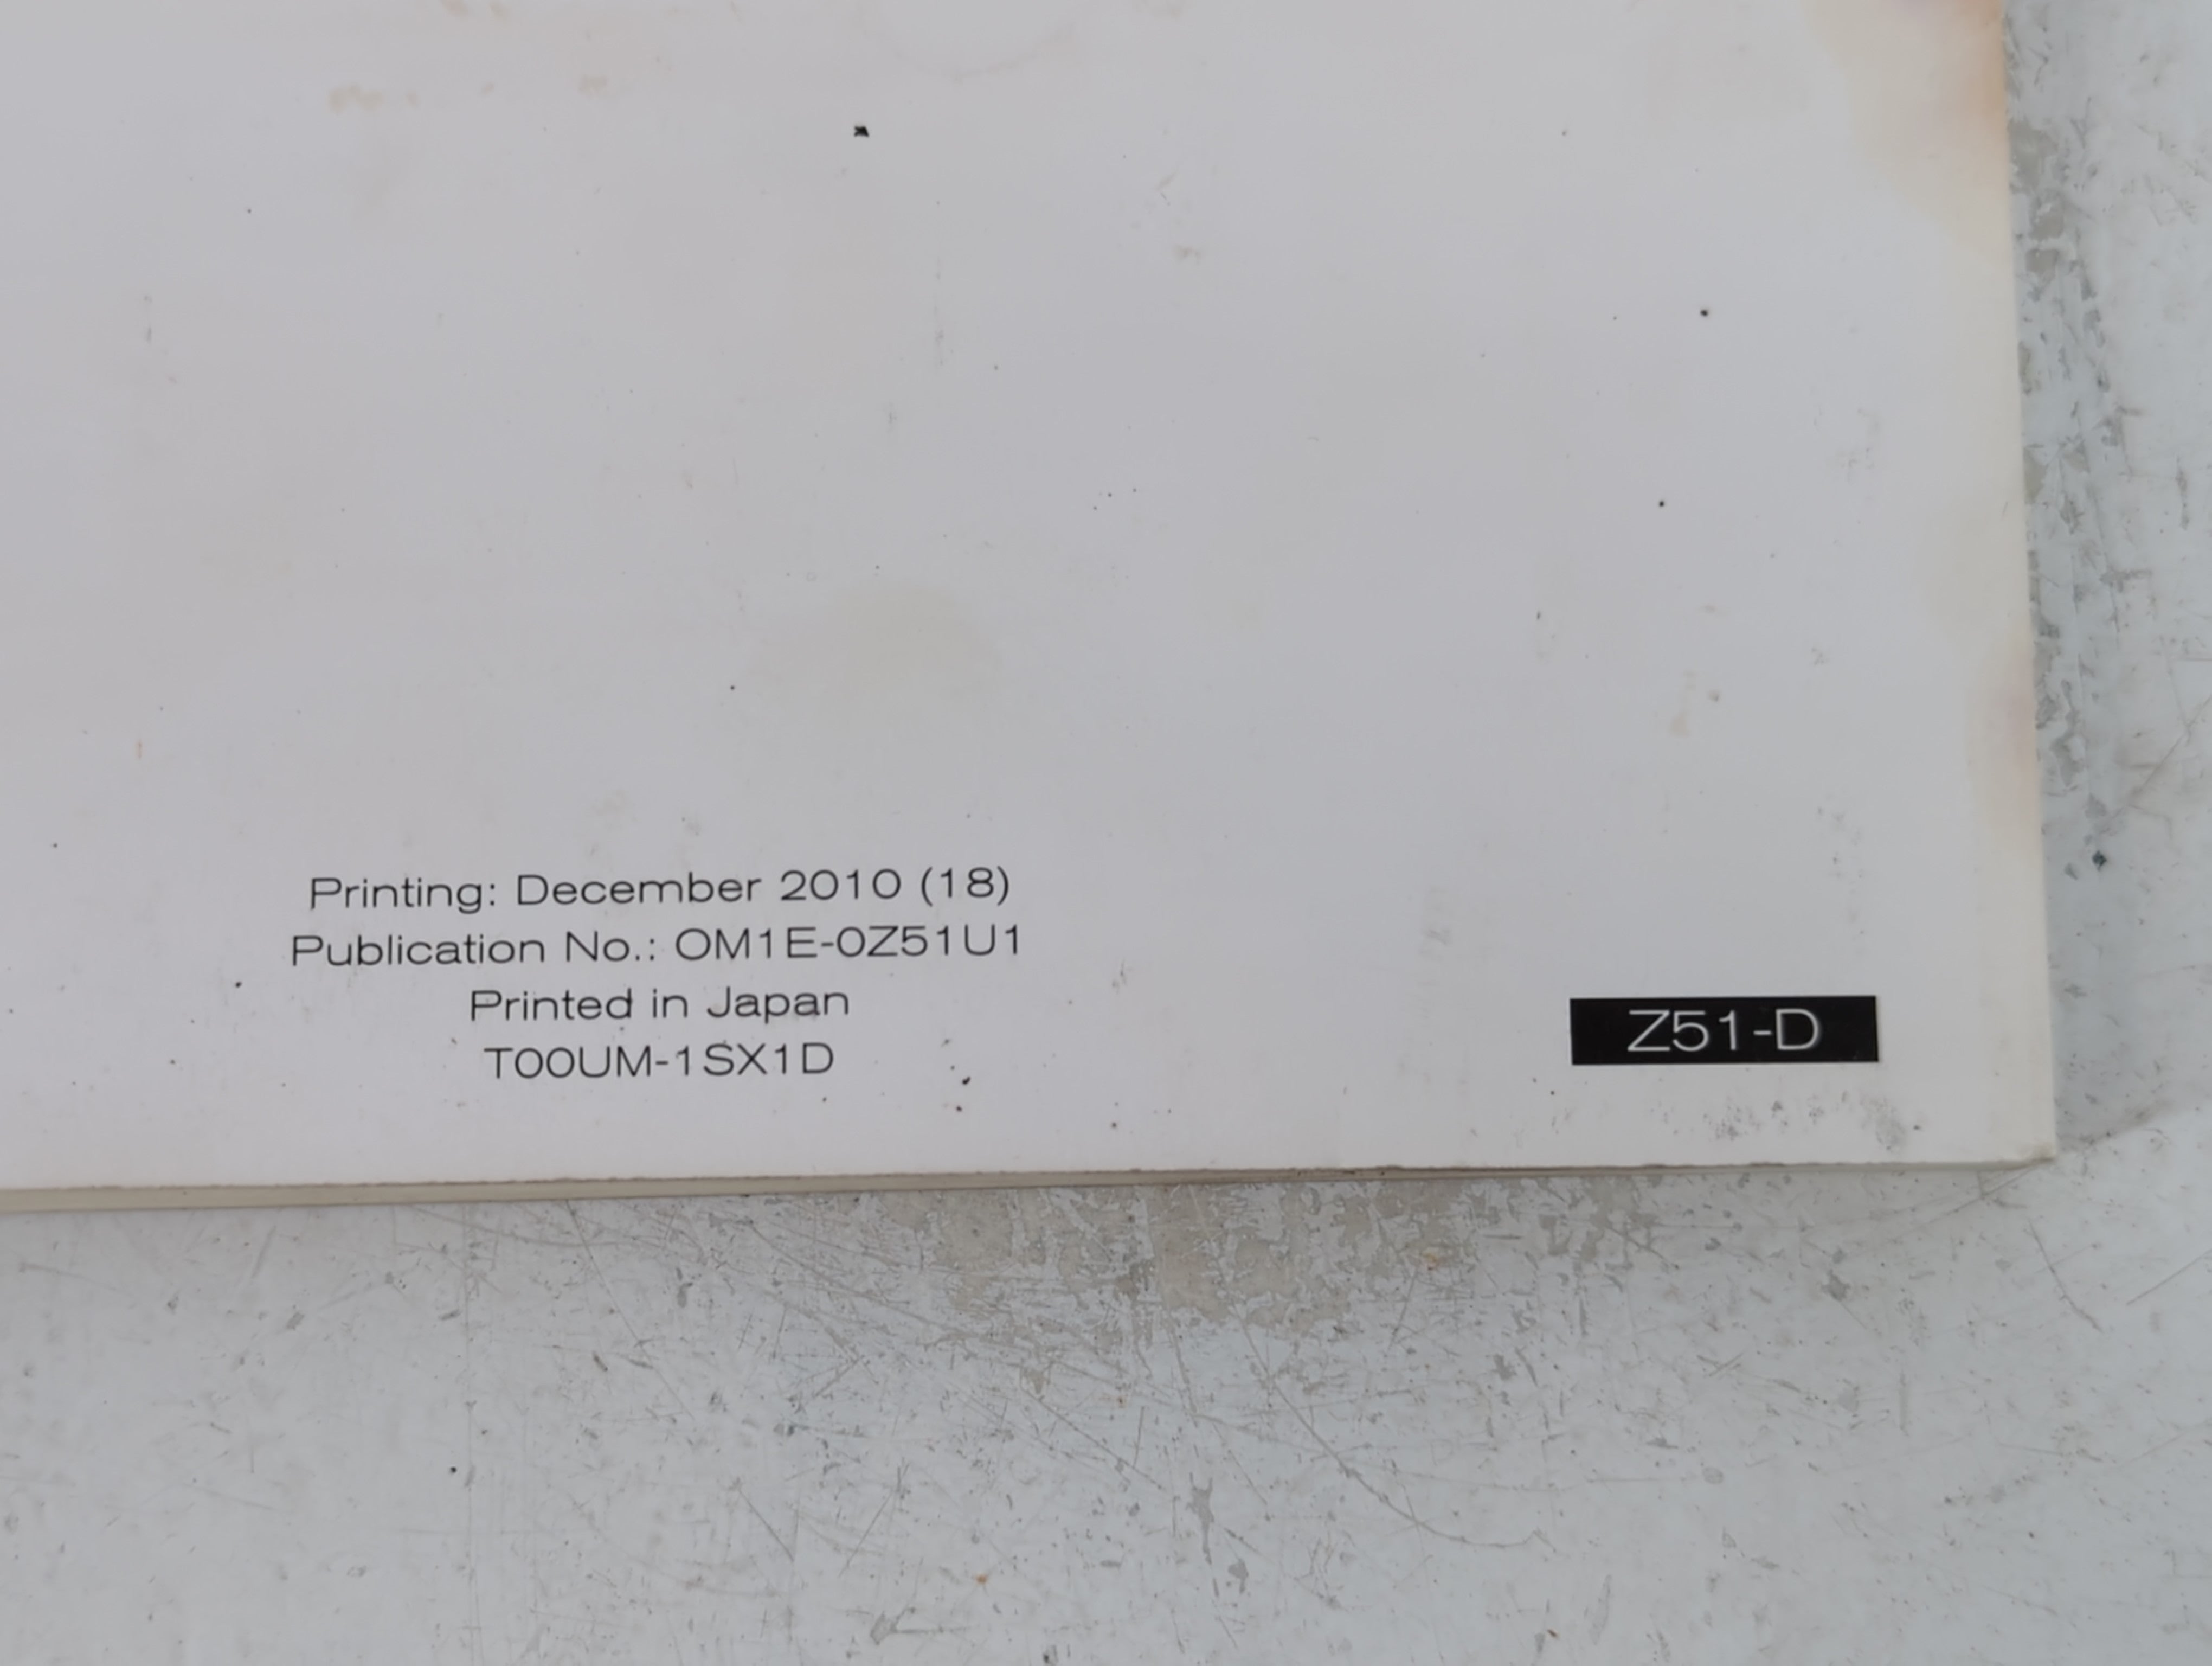 Printing: December 2010 (18)
Publication No.: OM1E-0Z51U1
Printed in Japan
T00UM-1SX1D
Z51-D